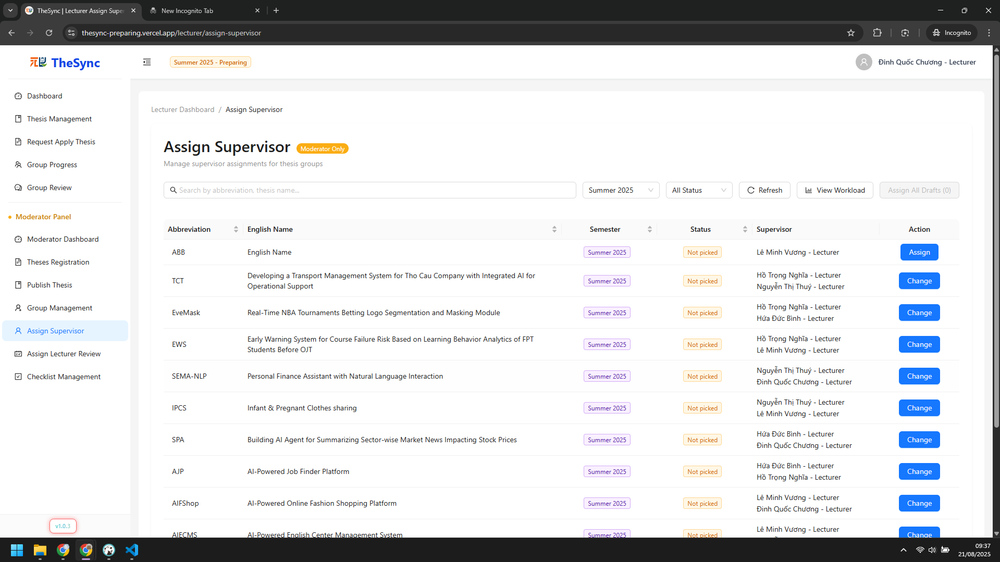 TheSync | Lecturer Assign Supe
New Incognito Tab
thesync-preparing.vercel.app/lecturer/assign-supervisor
Incognito
TheSync
Summer 2025 - Preparing
Đinh Quốc Chương - Lecturer
Dashboard
Thesis Management
Request Apply Thesis
Group Progress
Group Review
Moderator Panel
Moderator Dashboard
Theses Registration
Publish Thesis
Group Management
Assign Supervisor
Assign Lecturer Review
Checklist Management
v1.0.3
Lecturer Dashboard / Assign Supervisor
Assign Supervisor Moderator Only
Manage supervisor assignments for thesis groups
Search by abbreviation, thesis name...
Summer 2025
All Status
Refresh
View Workload
Assign All Drafts (0)
Abbreviation English Name Semester Status Supervisor Action
ABB English Name Summer 2025 Not picked Lê Minh Vương - Lecturer Assign
TCT Developing a Transport Management System for Tho Cau Company with Integrated AI for
Operational Support Summer 2025 Not picked Hồ Trọng Nghĩa - Lecturer
Nguyễn Thị Thuý - Lecturer Change
EveMask Real-Time NBA Tournaments Betting Logo Segmentation and Masking Module Summer 2025 Not picked Hồ Trọng Nghĩa - Lecturer
Hứa Đức Bình - Lecturer Change
EWS Early Warning System for Course Failure Risk Based on Learning Behavior Analytics of FPT
Students Before OJT Summer 2025 Not picked Hồ Trọng Nghĩa - Lecturer
Lê Minh Vương - Lecturer Change
SEMA-NLP Personal Finance Assistant with Natural Language Interaction Summer 2025 Not picked Nguyễn Thị Thuý - Lecturer
Đinh Quốc Chương - Lecturer Change
IPCS Infant & Pregnant Clothes sharing Summer 2025 Not picked Nguyễn Thị Thuý - Lecturer
Lê Minh Vương - Lecturer Change
SPA Building AI Agent for Summarizing Sector-wise Market News Impacting Stock Prices Summer 2025 Not picked Hứa Đức Bình - Lecturer
Đinh Quốc Chương - Lecturer Change
AJP AI-Powered Job Finder Platform Summer 2025 Not picked Hứa Đức Bình - Lecturer
Hồ Trọng Nghĩa - Lecturer Change
AIFShop AI-Powered Online Fashion Shopping Platform Summer 2025 Not picked Lê Minh Vương - Lecturer
Đinh Quốc Chương - Lecturer Change
AIECMS AI-Powered English Center Management System Summer 2025 Not picked Lê Minh Vương - Lecturer
Change
09:37
21/08/2025